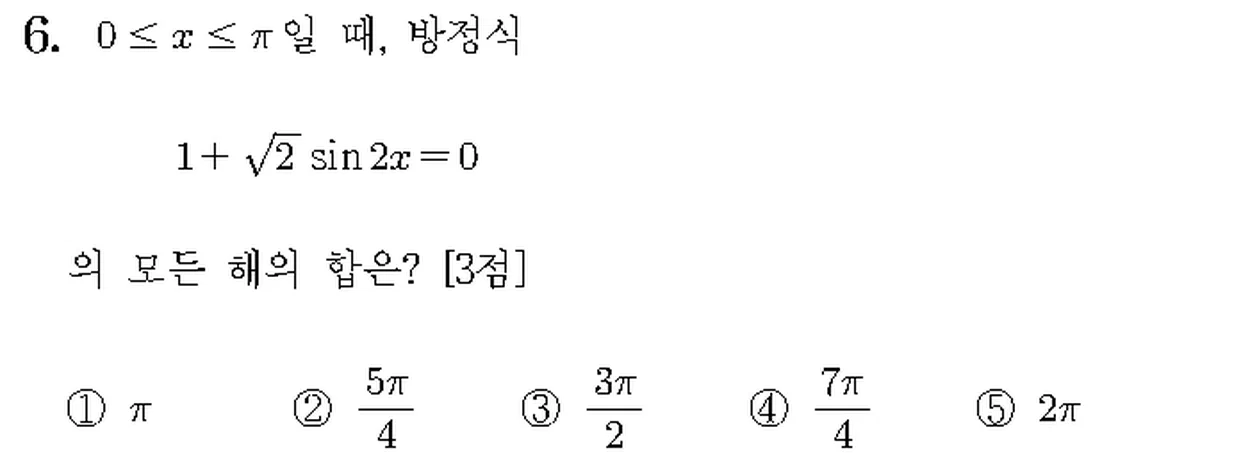 6. 0 ≤ x ≤ π일 때, 방정식
1 + √2 sin 2x = 0
의 모든 해의 합은? [3점]
① π ② 5π/4 ③ 3π/2 ④ 7π/4 ⑤ 2π